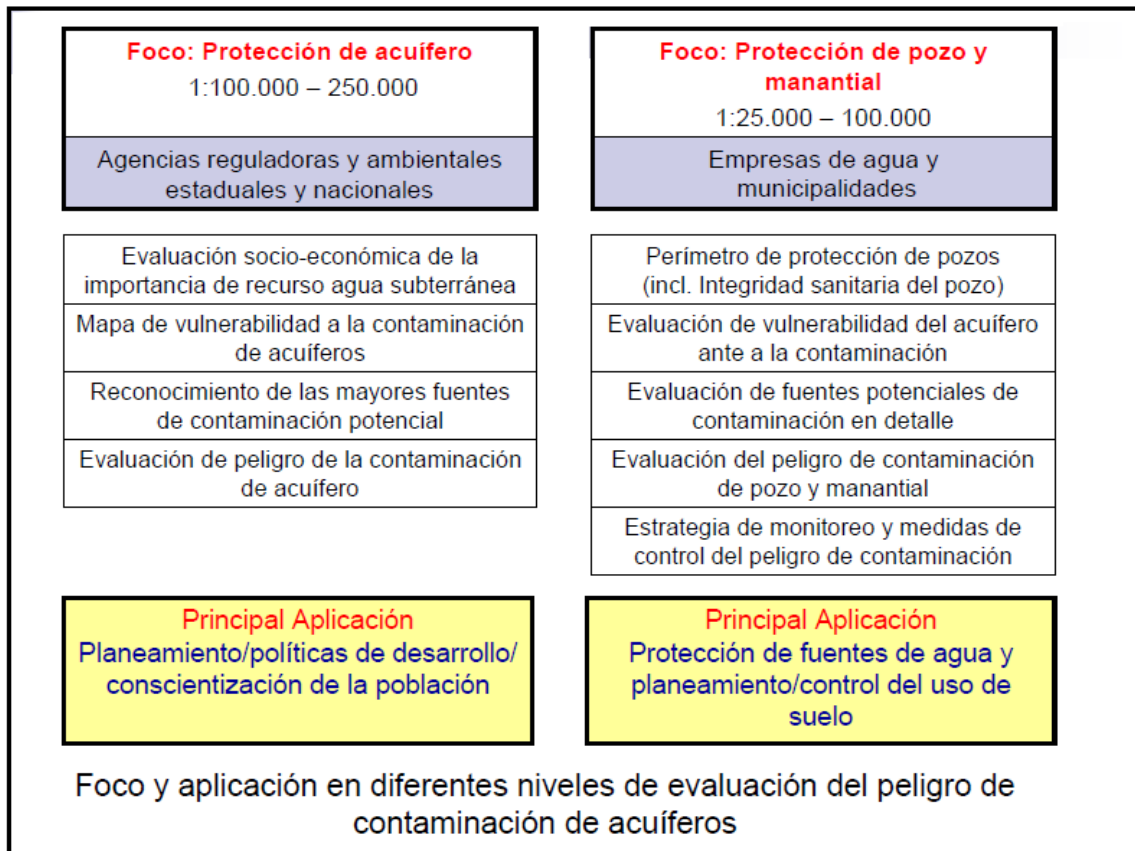 Foco: Protección de acuífero
1:100.000 – 250.000
Agencias reguladoras y ambientales
estaduales y nacionales
Evaluación socio-económica de la
importancia de recurso agua subterránea
Mapa de vulnerabilidad a la contaminación
de acuíferos
Reconocimiento de las mayores fuentes
de contaminación potencial
Evaluación de peligro de la contaminación
de acuífero
Principal Aplicación
Planeamiento/políticas de desarrollo/
conscientización de la población
Foco: Protección de pozo y
manantial
1:25.000 – 100.000
Empresas de agua y
municipalidades
Perímetro de protección de pozos
(incl. Integridad sanitaria del pozo)
Evaluación de vulnerabilidad del acuífero
ante a la contaminación
Evaluación de fuentes potenciales de
contaminación en detalle
Evaluación del peligro de contaminación
de pozo y manantial
Estrategia de monitoreo y medidas de
control del peligro de contaminación
Principal Aplicación
Protección de fuentes de agua y
planeamiento/control del uso de
suelo
Foco y aplicación en diferentes niveles de evaluación del peligro de
contaminación de acuíferos